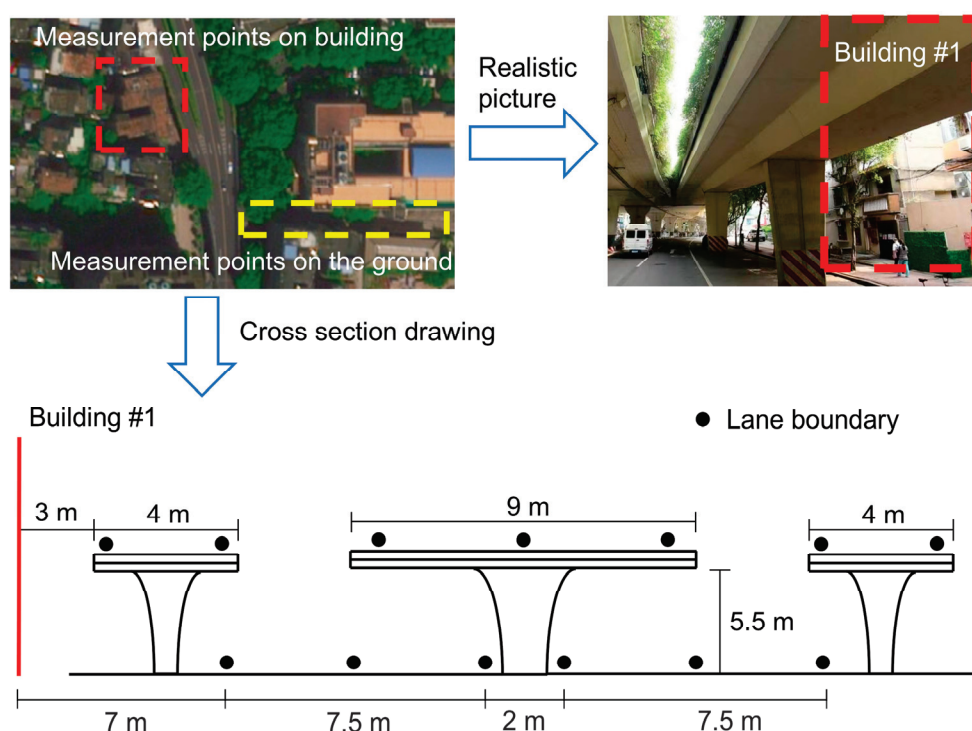 Measurement points on building
Measurement points on the ground
Realistic
picture
Building #1
Cross section drawing
Building #1
Lane boundary
3 m
4 m
9 m
4 m
5.5 m
7 m
7.5 m
2 m
7.5 m